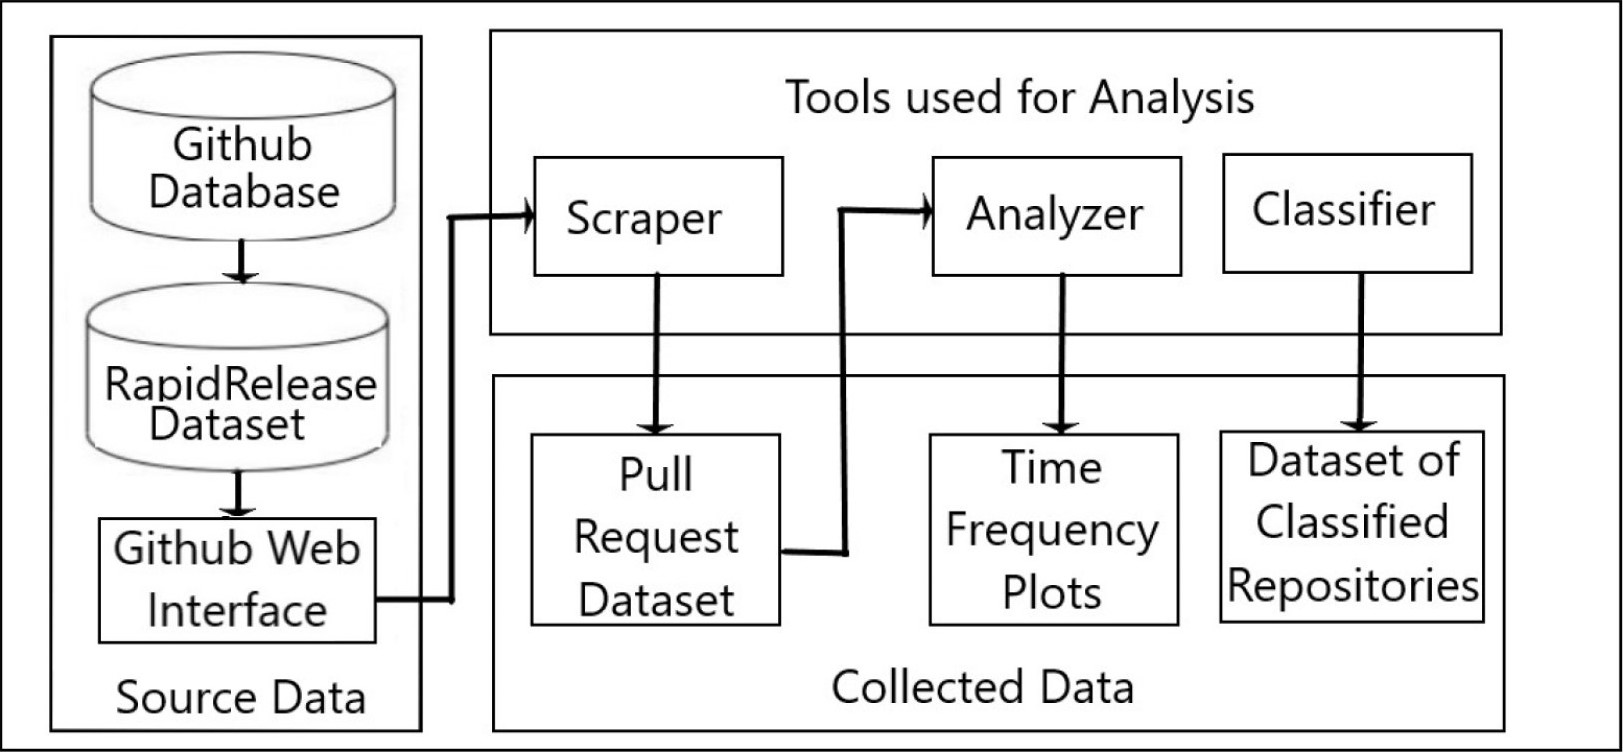 Github
Database
RapidRelease
Dataset
Github Web
Interface
Source Data
Tools used for Analysis
Scraper
Analyzer
Classifier
Pull
Request
Dataset
Time
Frequency
Plots
Dataset of
Classified
Repositories
Collected Data